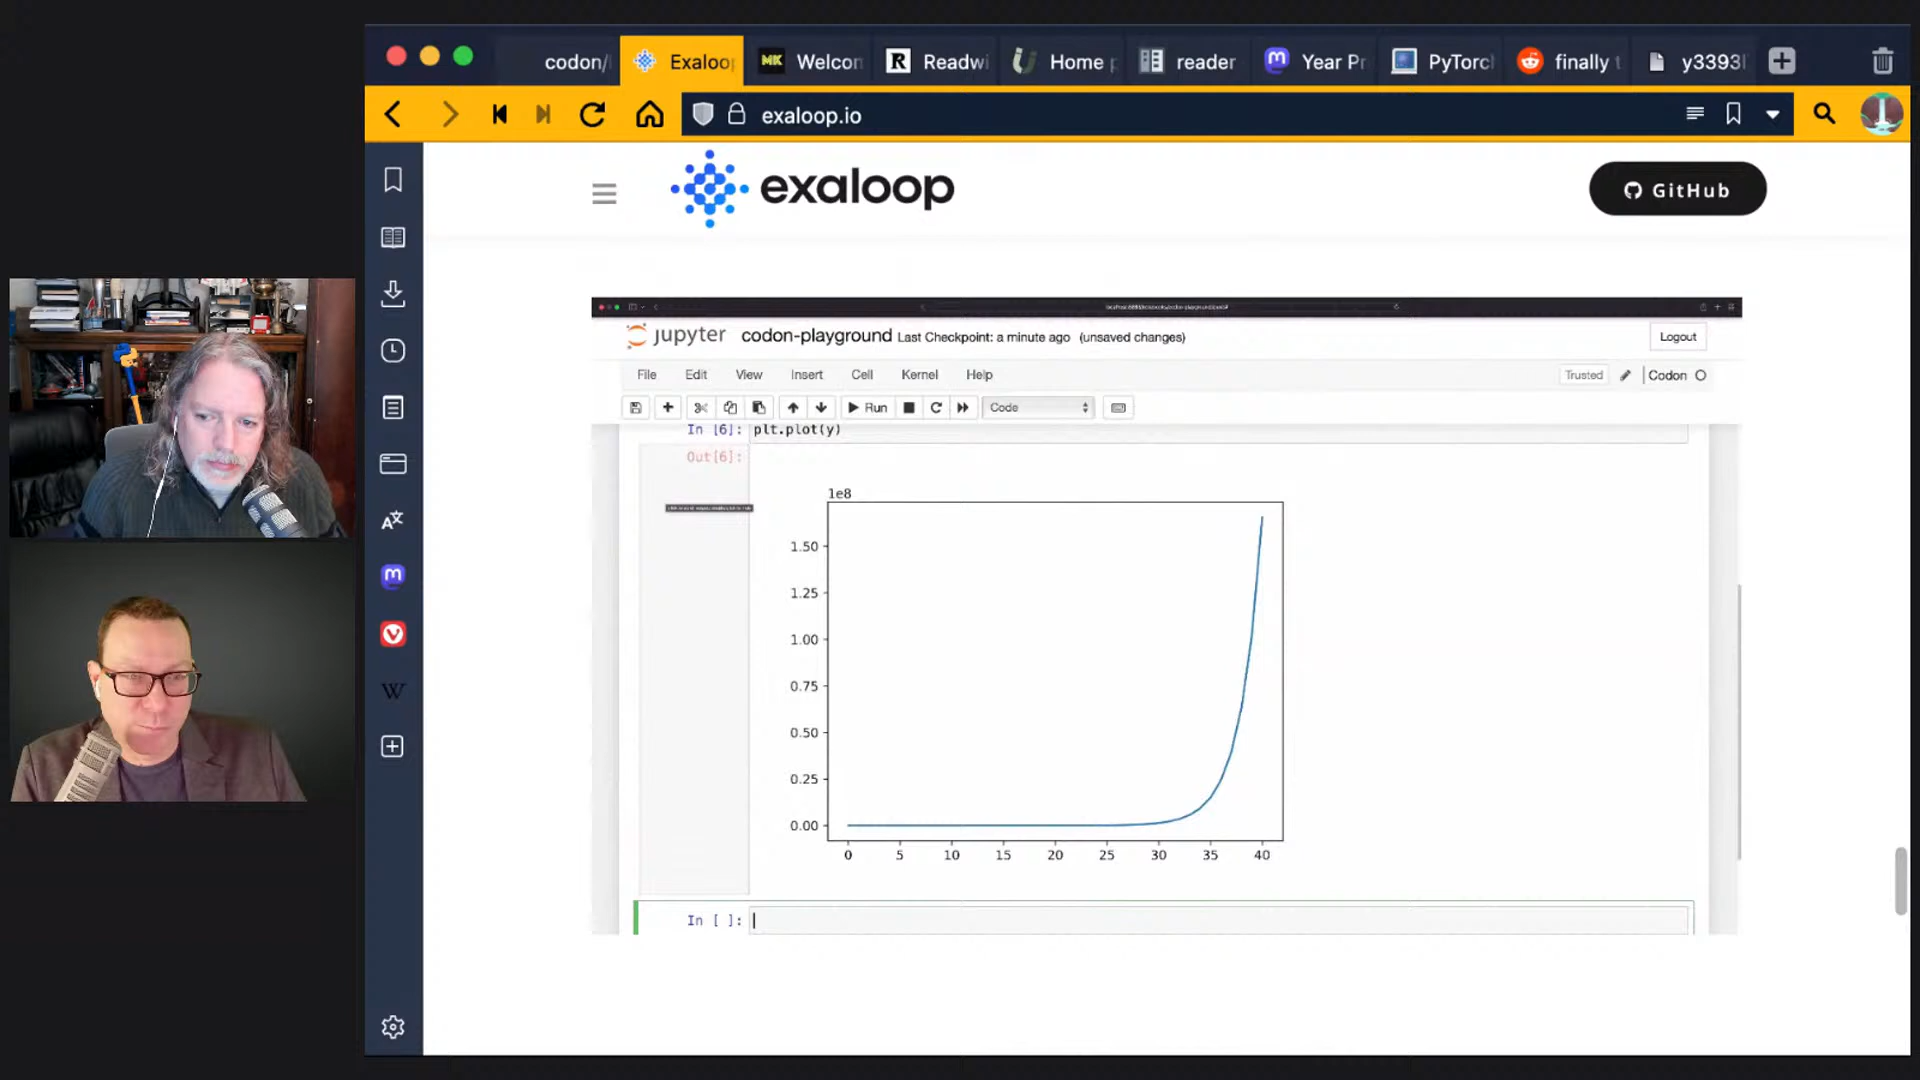 codon/
Exaloo
MK Welcom
R Readwi
Home p
reader
Year Pr
PyTorc
finally t
y3393
exaloop.io
exaloop
GitHub
jupyter codon-playground Last Checkpoint: a minute ago (unsaved changes)
Logout
File Edit View Insert Cell Kernel Help
Trusted
Codon
Run
Code
In [6]: plt.plot(y)
Out[6]:
1e8
1.50
1.25
1.00
0.75
0.50
0.25
0.00
0 5 10 15 20 25 30 35 40
In [ ]:
W